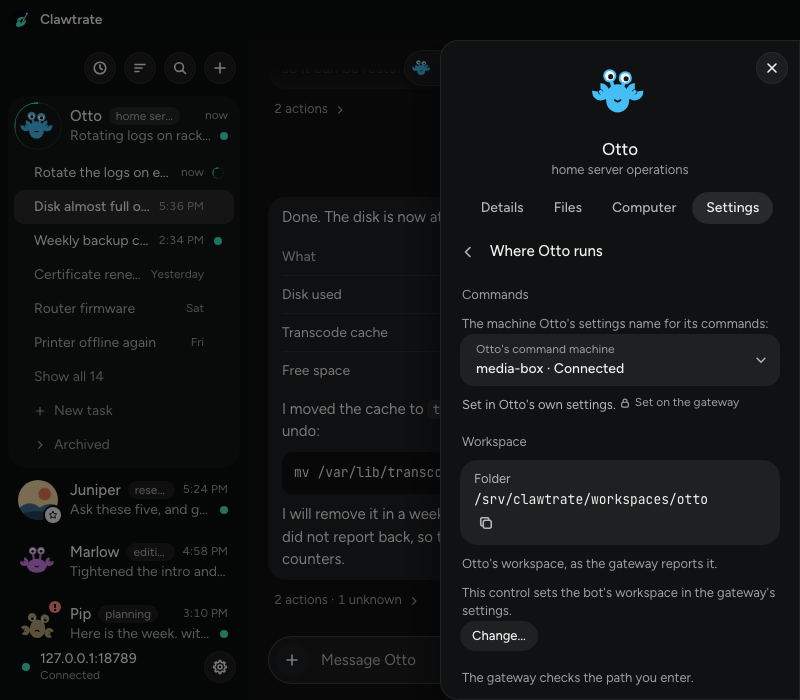 Clawtrate
Otto
home ser...
now
Rotating logs on rack...
Rotate the logs on e...
now
Disk almost full o...
5:36 PM
Weekly backup c...
2:34 PM
Certificate rene...
Yesterday
Router firmware
Sat
Printer offline again
Fri
Show all 14
New task
Archived
Juniper
rese...
5:24 PM
Ask these five, and g...
Marlow
editi...
4:58 PM
Tightened the intro and...
Pip
planning
3:10 PM
Here is the week. wit...
127.0.0.1:18789
Connected
2 actions
Done. The disk is now at
What
Disk used
Transcode cache
Free space
I moved the cache to
undo:
mv /var/lib/transco
I will remove it in a week
did not report back, so t
counters.
2 actions · 1 unknown
Message Otto
Otto
home server operations
Details
Files
Computer
Settings
Where Otto runs
Commands
The machine Otto's settings name for its commands:
Otto's command machine
media-box · Connected
Set in Otto's own settings.
Set on the gateway
Workspace
Folder
/srv/clawtrate/workspaces/otto
Otto's workspace, as the gateway reports it.
This control sets the bot's workspace in the gateway's
settings.
Change...
The gateway checks the path you enter.